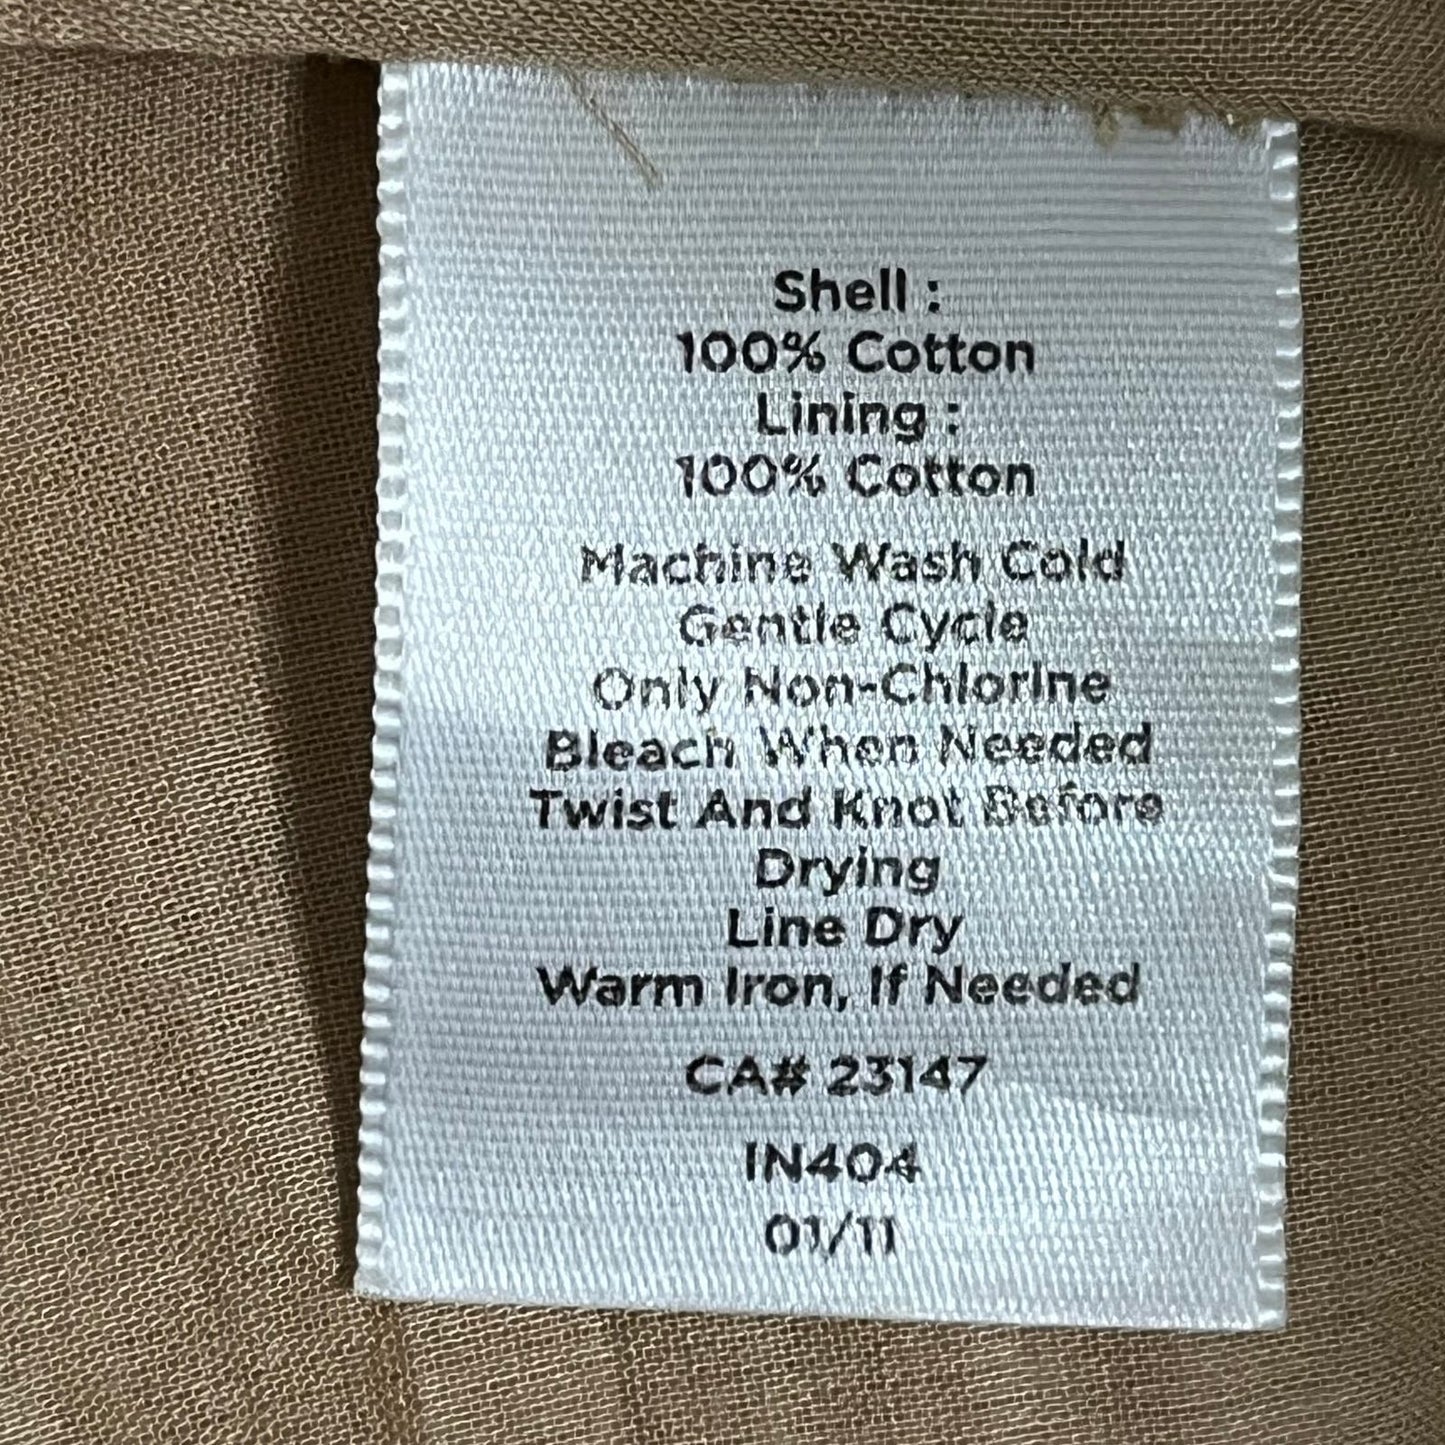 Shell :
100% Cotton
Lining :
100% Cotton
Machine Wash Cold
Gentle Cycle
Only Non-Chlorine
Bleach When Needed
Twist And Knot Before
Drying
Line Dry
Warm Iron, If Needed
CA# 23147
IN404
01/11